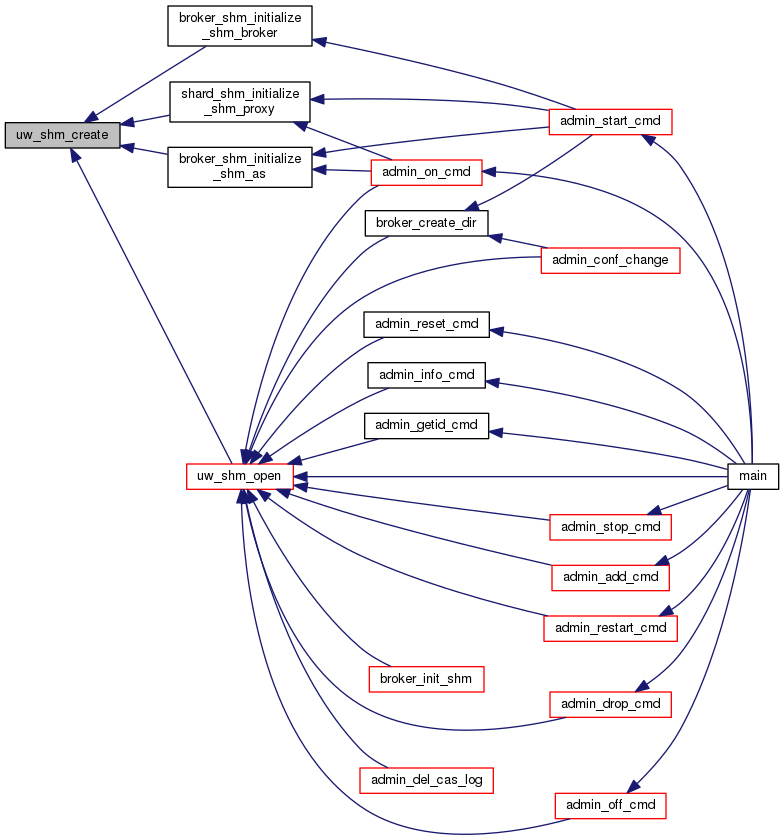 broker_shm_initialize
_shm_broker
shard_shm_initialize
_shm_proxy
admin_start_cmd
uw_shm_create
broker_shm_initialize
_shm_as
admin_on_cmd
broker_create_dir
admin_conf_change
admin_reset_cmd
admin_info_cmd
admin_getid_cmd
uw_shm_open
main
admin_stop_cmd
admin_add_cmd
admin_restart_cmd
broker_init_shm
admin_drop_cmd
admin_del_cas_log
admin_off_cmd